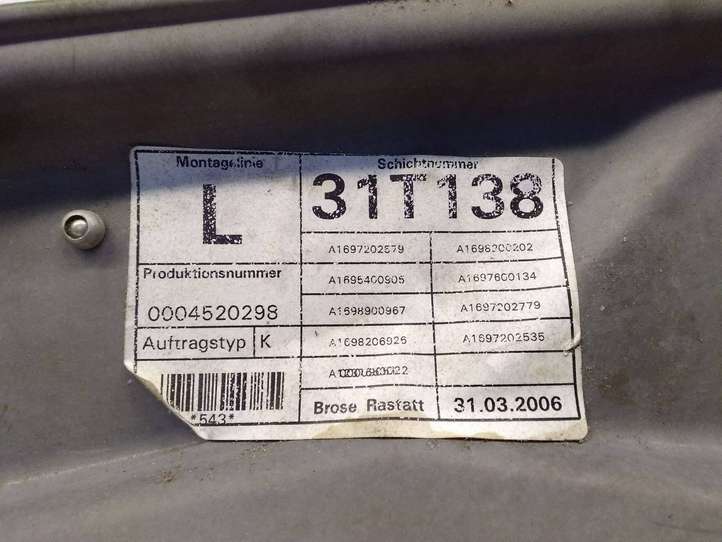 Montagelinie
Schichtnummer
L
31T138
A1697202579
A1698200202
Produktionsnummer
A1695400905
A1697600134
0004520298
A1698900967
A1697202779
Auftragstyp K
A1698206926
A1697202535
*543*
Brose Rastatt
31.03.2006